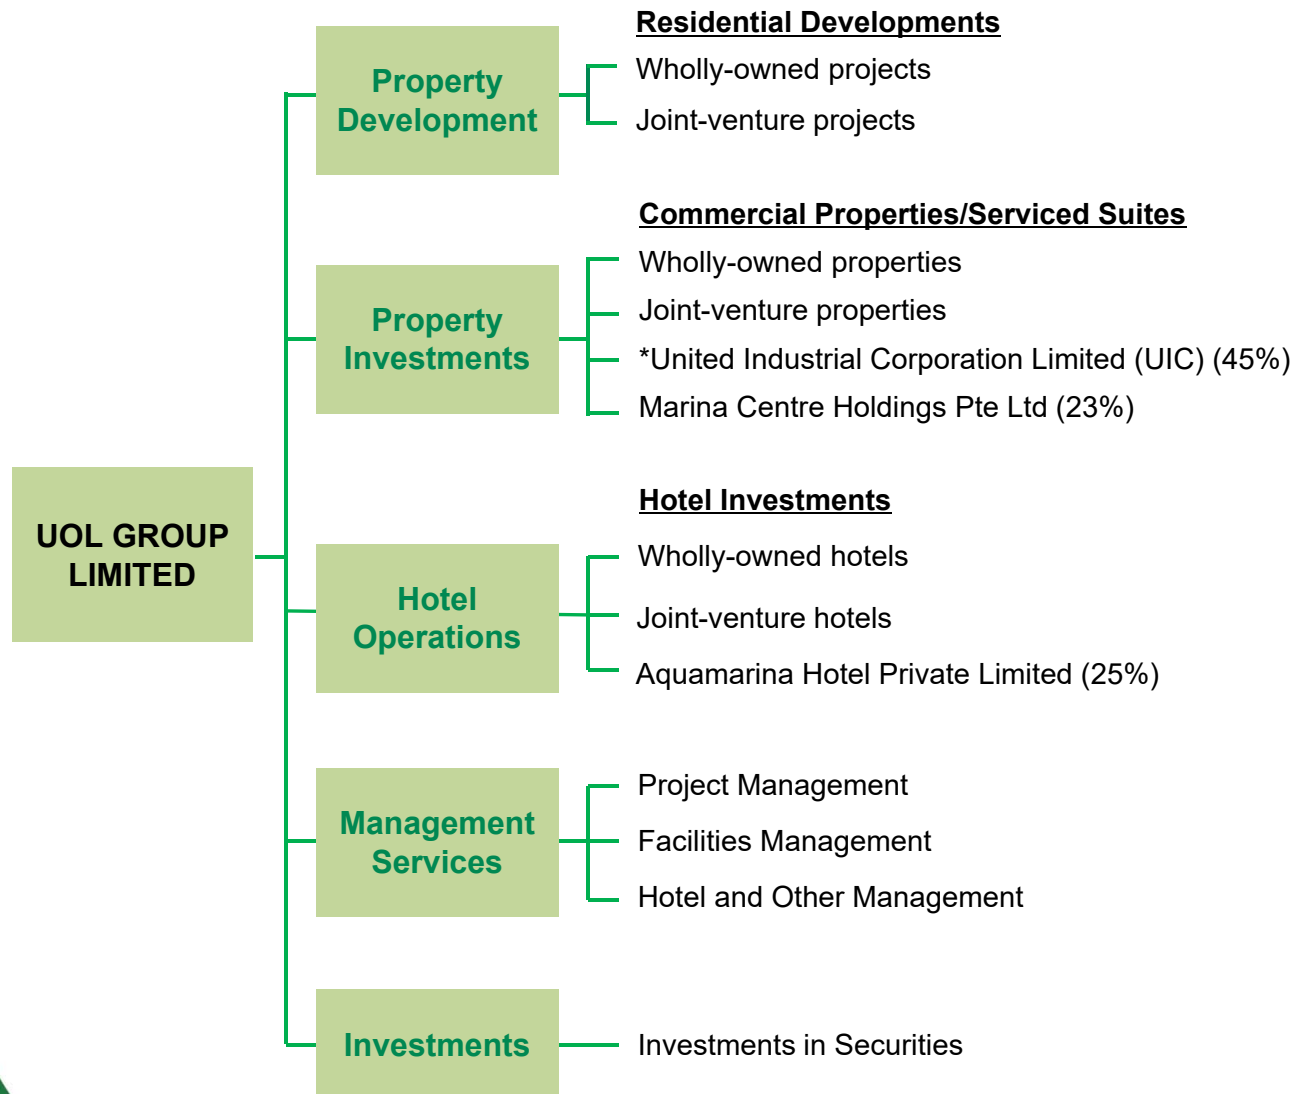 UOL GROUP
LIMITED
Property
Development
Residential Developments
Wholly-owned projects
Joint-venture projects
Property
Investments
Commercial Properties/Serviced Suites
Wholly-owned properties
Joint-venture properties
*United Industrial Corporation Limited (UIC) (45%)
Marina Centre Holdings Pte Ltd (23%)
Hotel
Operations
Hotel Investments
Wholly-owned hotels
Joint-venture hotels
Aquamarina Hotel Private Limited (25%)
Management
Services
Project Management
Facilities Management
Hotel and Other Management
Investments
Investments in Securities